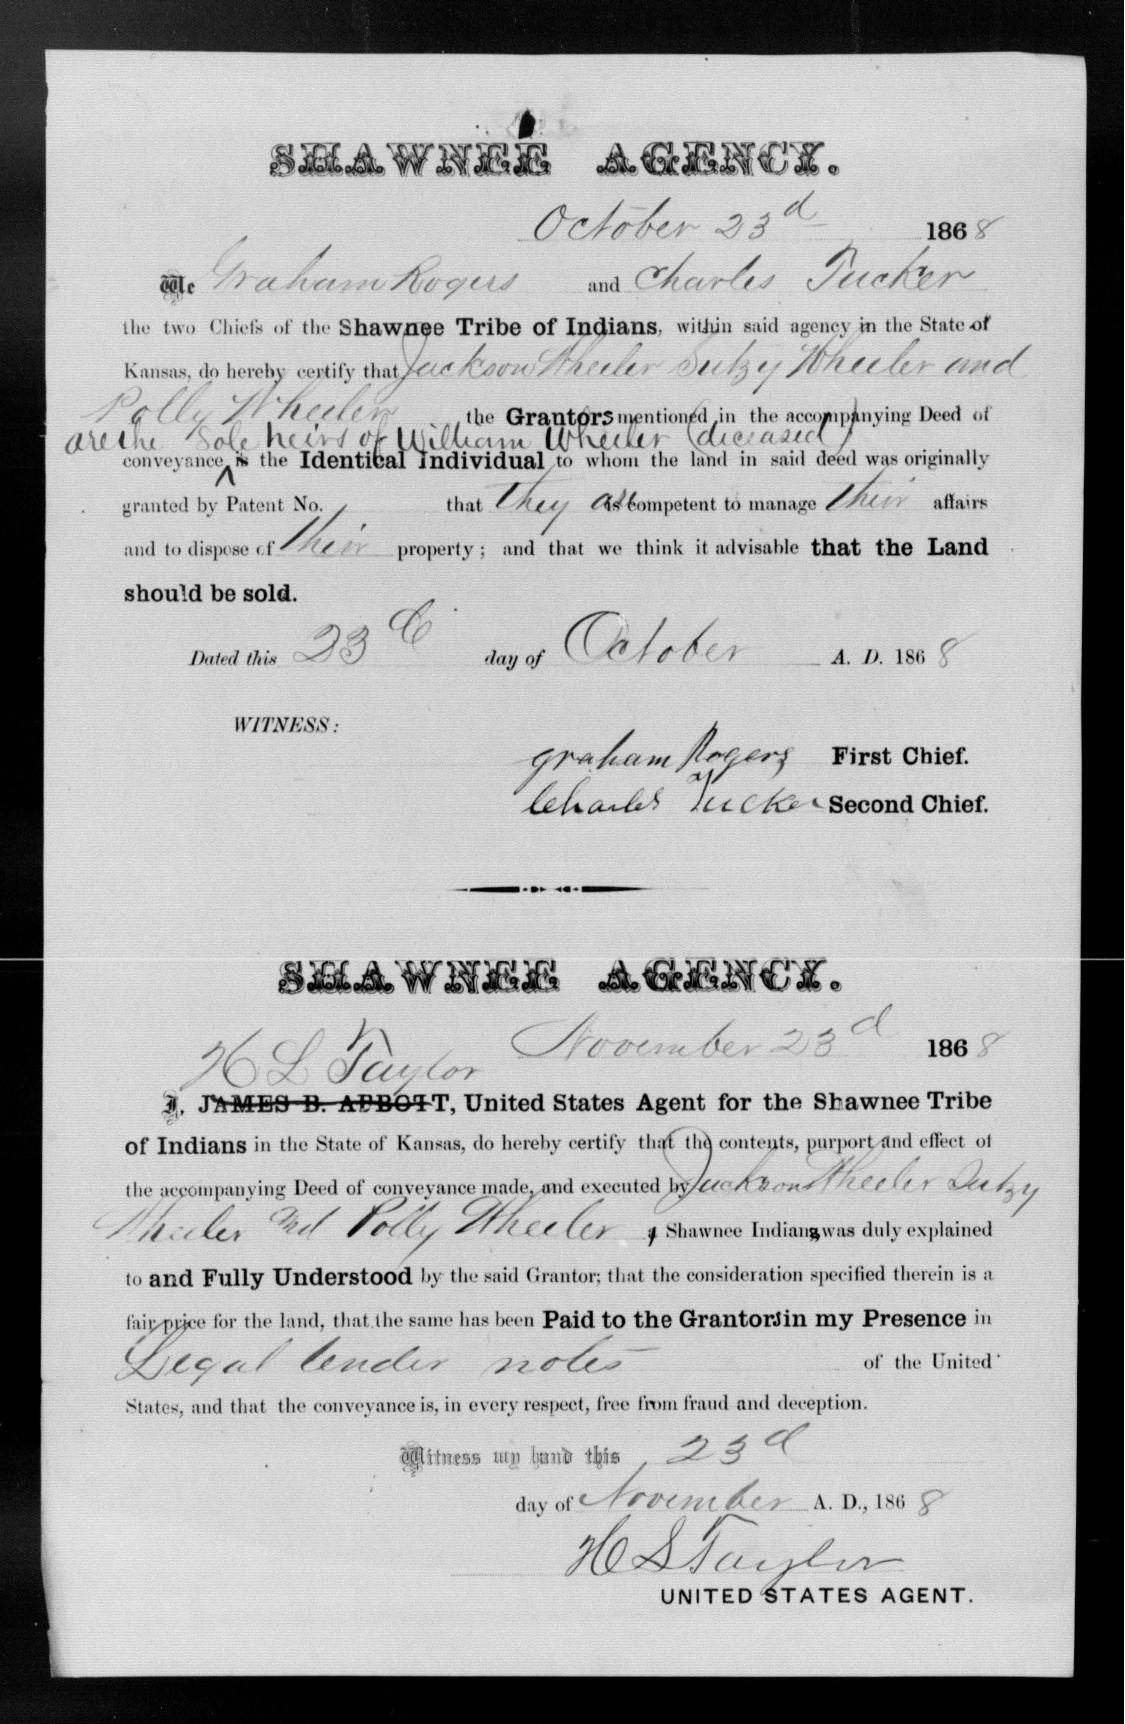 SHAWNEE AGENCY.
October 23d 1868
We Graham Rogers and Charles Tucker
the two Chiefs of the Shawnee Tribe of Indians, within said agency in the State of
Kansas, do hereby certify that Jackson Wheeler Sutzy Wheeler and
Polly Wheeler the Grantors mentioned in the accompanying Deed of
are the Sole heirs of William Wheeler (diceased)
conveyance is the Identical Individual to whom the land in said deed was originally
granted by Patent No. that they are is competent to manage their affairs
and to dispose of their property; and that we think it advisable that the Land
should be sold.
Dated this 23d day of October A. D. 1868
WITNESS:
graham Rogers First Chief.
Charles Tucker Second Chief.
SHAWNEE AGENCY.
November 23d 1868
H L Taylor
I, JAMES B. ABBOTT, United States Agent for the Shawnee Tribe
of Indians in the State of Kansas, do hereby certify that the contents, purport and effect of
the accompanying Deed of conveyance made, and executed by Jackson Wheeler Sutzy
Wheeler and Polly Wheeler a Shawnee Indians was duly explained
to and Fully Understood by the said Grantor; that the consideration specified therein is a
fair price for the land, that the same has been Paid to the Grantors in my Presence in
Legal tender notes of the United
States, and that the conveyance is, in every respect, free from fraud and deception.
Witness my hand this 23d
day of November A. D., 1868
H L Taylor
UNITED STATES AGENT.